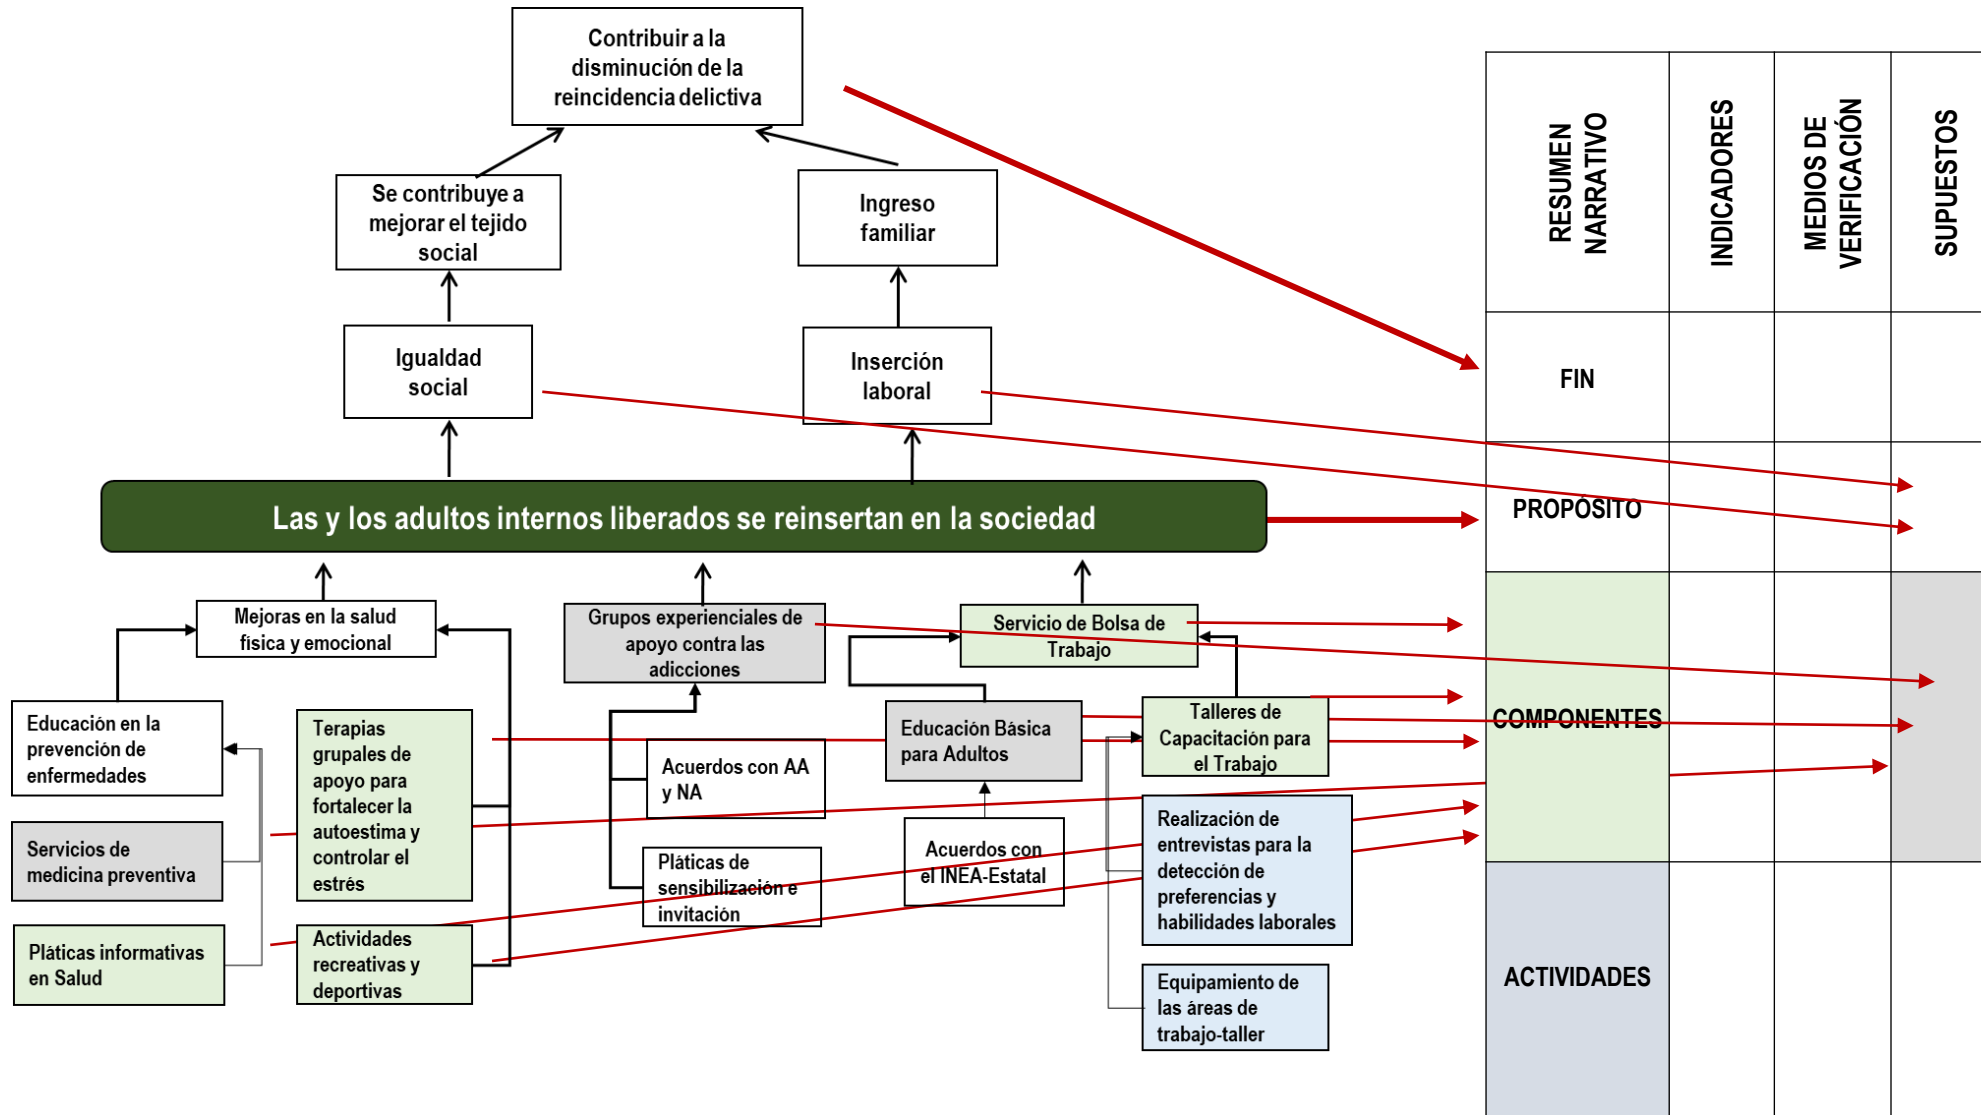 Contribuir a la
disminución de la
reincidencia delictiva
Se contribuye a
mejorar el tejido
social
Ingreso
familiar
Igualdad
social
Inserción
laboral
Las y los adultos internos liberados se reinsertan en la sociedad
Mejoras en la salud
física y emocional
Grupos experienciales de
apoyo contra las
adicciones
Servicio de Bolsa de
Trabajo
Educación en la
prevención de
enfermedades
Terapias
grupales de
apoyo para
fortalecer la
autoestima y
controlar el
estrés
Acuerdos con AA
y NA
Educación Básica
para Adultos
Talleres de
Capacitación para
el Trabajo
Servicios de
medicina preventiva
Pláticas de
sensibilización e
invitación
Acuerdos con
el INEA-Estatal
Realización de
entrevistas para la
detección de
preferencias y
habilidades laborales
Pláticas informativas
en Salud
Actividades
recreativas y
deportivas
Equipamiento de
las áreas de
trabajo-taller
RESUMEN
NARRATIVO
INDICADORES
MEDIOS DE
VERIFICACIÓN
SUPUESTOS
FIN
PROPÓSITO
COMPONENTES
ACTIVIDADES